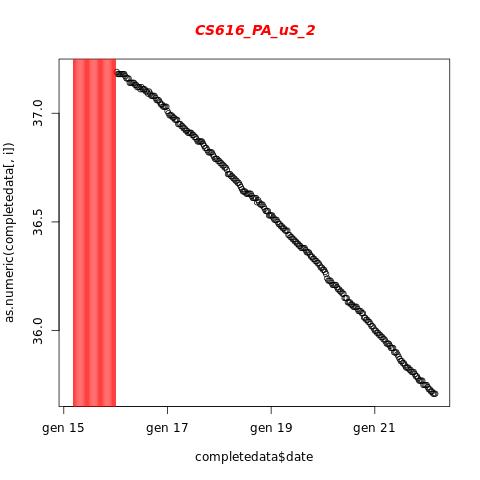 CS616_PA_uS_2
as.numeric(completedata[, i])
37.0
36.5
36.0
gen 15
gen 17
gen 19
gen 21
completedata$date